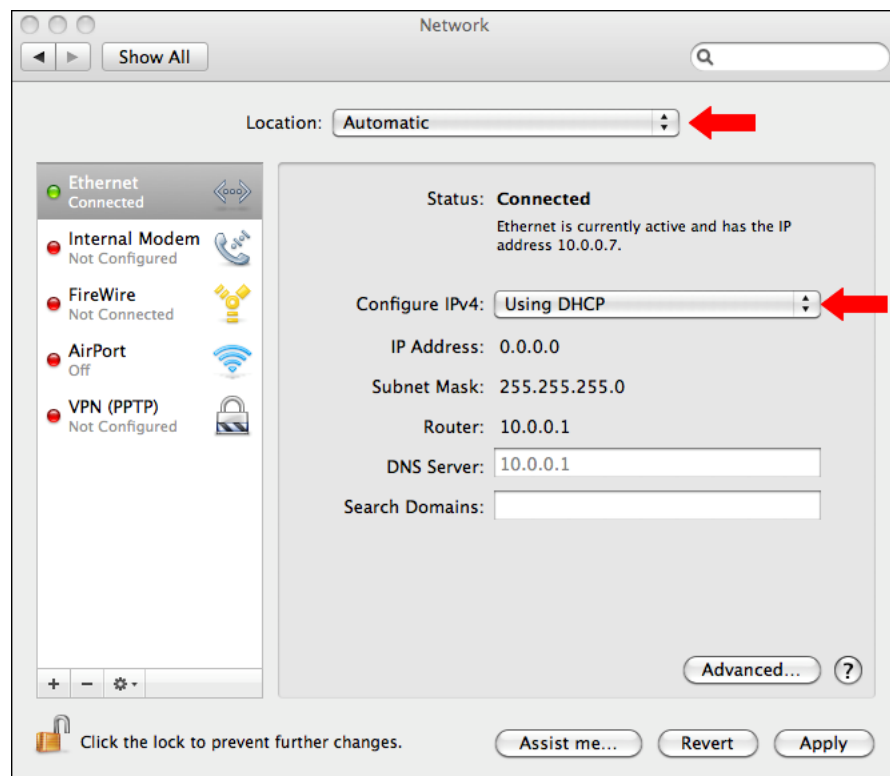 Network
Show All
Location: Automatic
Ethernet
Connected
Internal Modem
Not Configured
FireWire
Not Connected
AirPort
Off
VPN (PPTP)
Not Configured
Status: Connected
Ethernet is currently active and has the IP
address 10.0.0.7.
Configure IPv4: Using DHCP
IP Address: 0.0.0.0
Subnet Mask: 255.255.255.0
Router: 10.0.0.1
DNS Server: 10.0.0.1
Search Domains:
Advanced... ?
Click the lock to prevent further changes.
Assist me... Revert Apply